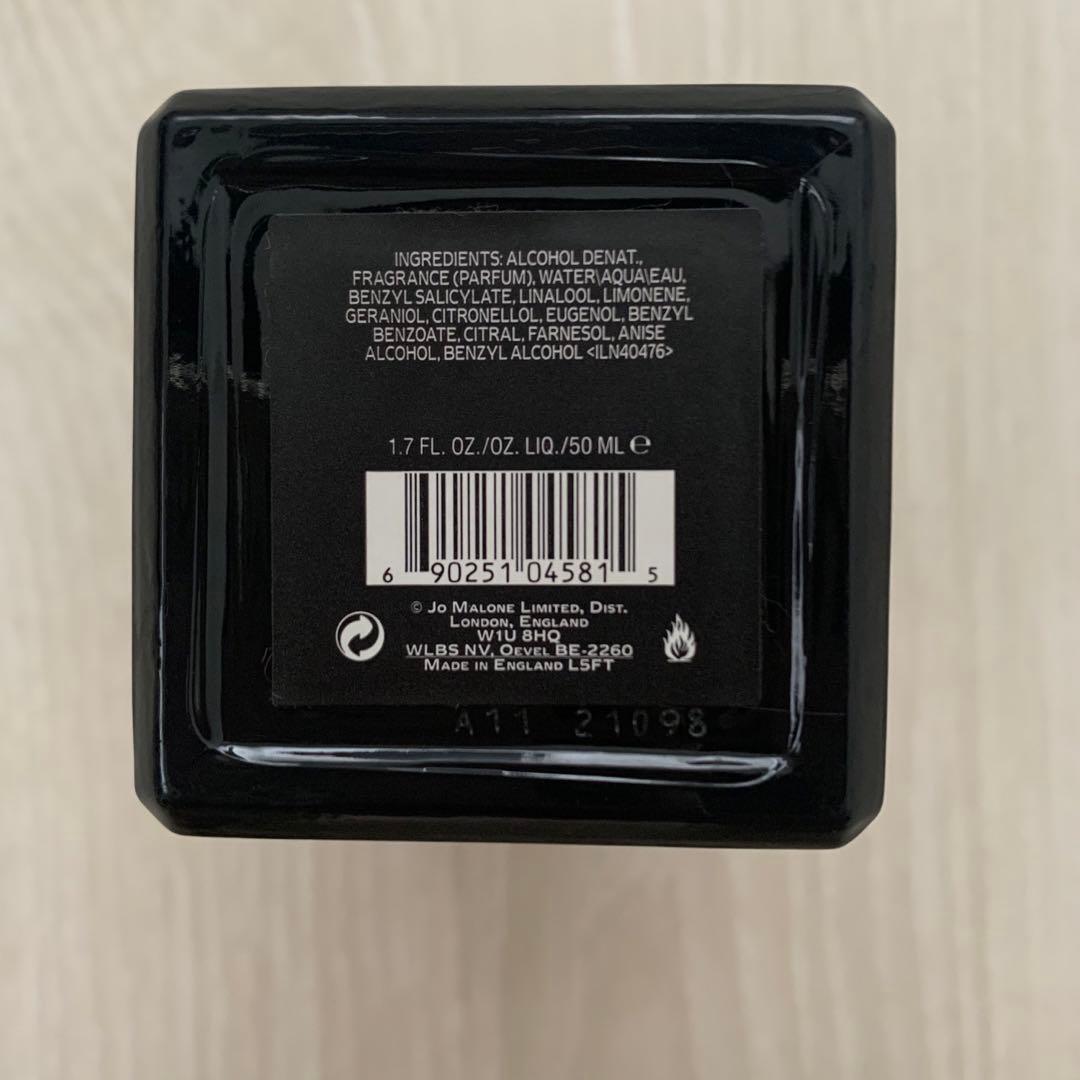 INGREDIENTS: ALCOHOL DENAT.,
FRAGRANCE (PARFUM), WATER\AQUA\EAU,
BENZYL SALICYLATE, LINALOOL, LIMONENE,
GERANIOL, CITRONELLOL, EUGENOL, BENZYL
BENZOATE, CITRAL, FARNESOL, ANISE
ALCOHOL, BENZYL ALCOHOL <ILN40476>
1.7 FL. OZ./OZ. LIQ./50 ML ℮
6 90251 04581 5
© JO MALONE LIMITED, DIST.
LONDON, ENGLAND
W1U 8HQ
WLBS NV, OEVEL BE-2260
MADE IN ENGLAND L5FT
A11 21098